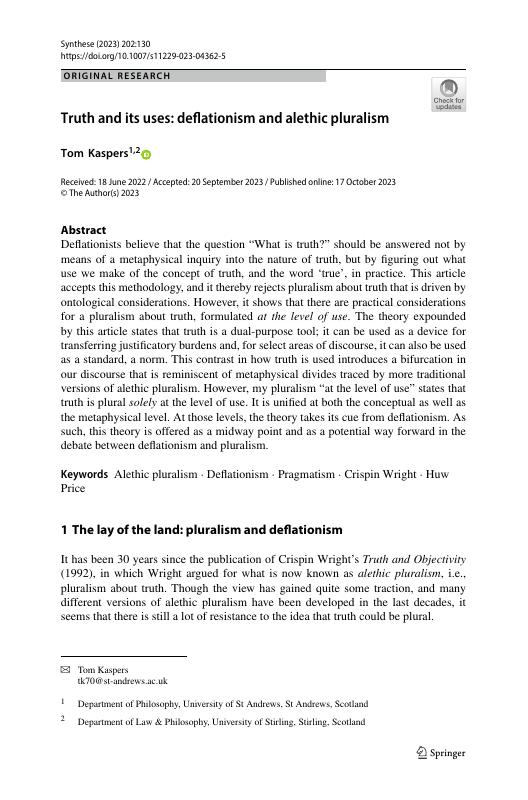 Synthese (2023) 202:130
https://doi.org/10.1007/s11229-023-04362-5
ORIGINAL RESEARCH
Check for
updates
Truth and its uses: deflationism and alethic pluralism
Tom Kaspers1,2
Received: 18 June 2022 / Accepted: 20 September 2023 / Published online: 17 October 2023
© The Author(s) 2023
Abstract
Deflationists believe that the question “What is truth?” should be answered not by
means of a metaphysical inquiry into the nature of truth, but by figuring out what
use we make of the concept of truth, and the word ‘true’, in practice. This article
accepts this methodology, and it thereby rejects pluralism about truth that is driven by
ontological considerations. However, it shows that there are practical considerations
for a pluralism about truth, formulated at the level of use. The theory expounded
by this article states that truth is a dual-purpose tool; it can be used as a device for
transferring justificatory burdens and, for select areas of discourse, it can also be used
as a standard, a norm. This contrast in how truth is used introduces a bifurcation in
our discourse that is reminiscent of metaphysical divides traced by more traditional
versions of alethic pluralism. However, my pluralism “at the level of use” states that
truth is plural solely at the level of use. It is unified at both the conceptual as well as
the metaphysical level. At those levels, the theory takes its cue from deflationism. As
such, this theory is offered as a midway point and as a potential way forward in the
debate between deflationism and pluralism.
Keywords Alethic pluralism · Deflationism · Pragmatism · Crispin Wright · Huw
Price
1 The lay of the land: pluralism and deflationism
It has been 30 years since the publication of Crispin Wright’s Truth and Objectivity
(1992), in which Wright argued for what is now known as alethic pluralism, i.e.,
pluralism about truth. Though the view has gained quite some traction, and many
different versions of alethic pluralism have been developed in the last decades, it
seems that there is still a lot of resistance to the idea that truth could be plural.
Tom Kaspers
tk70@st-andrews.ac.uk
1 Department of Philosophy, University of St Andrews, St Andrews, Scotland
2 Department of Law & Philosophy, University of Stirling, Stirling, Scotland
Springer